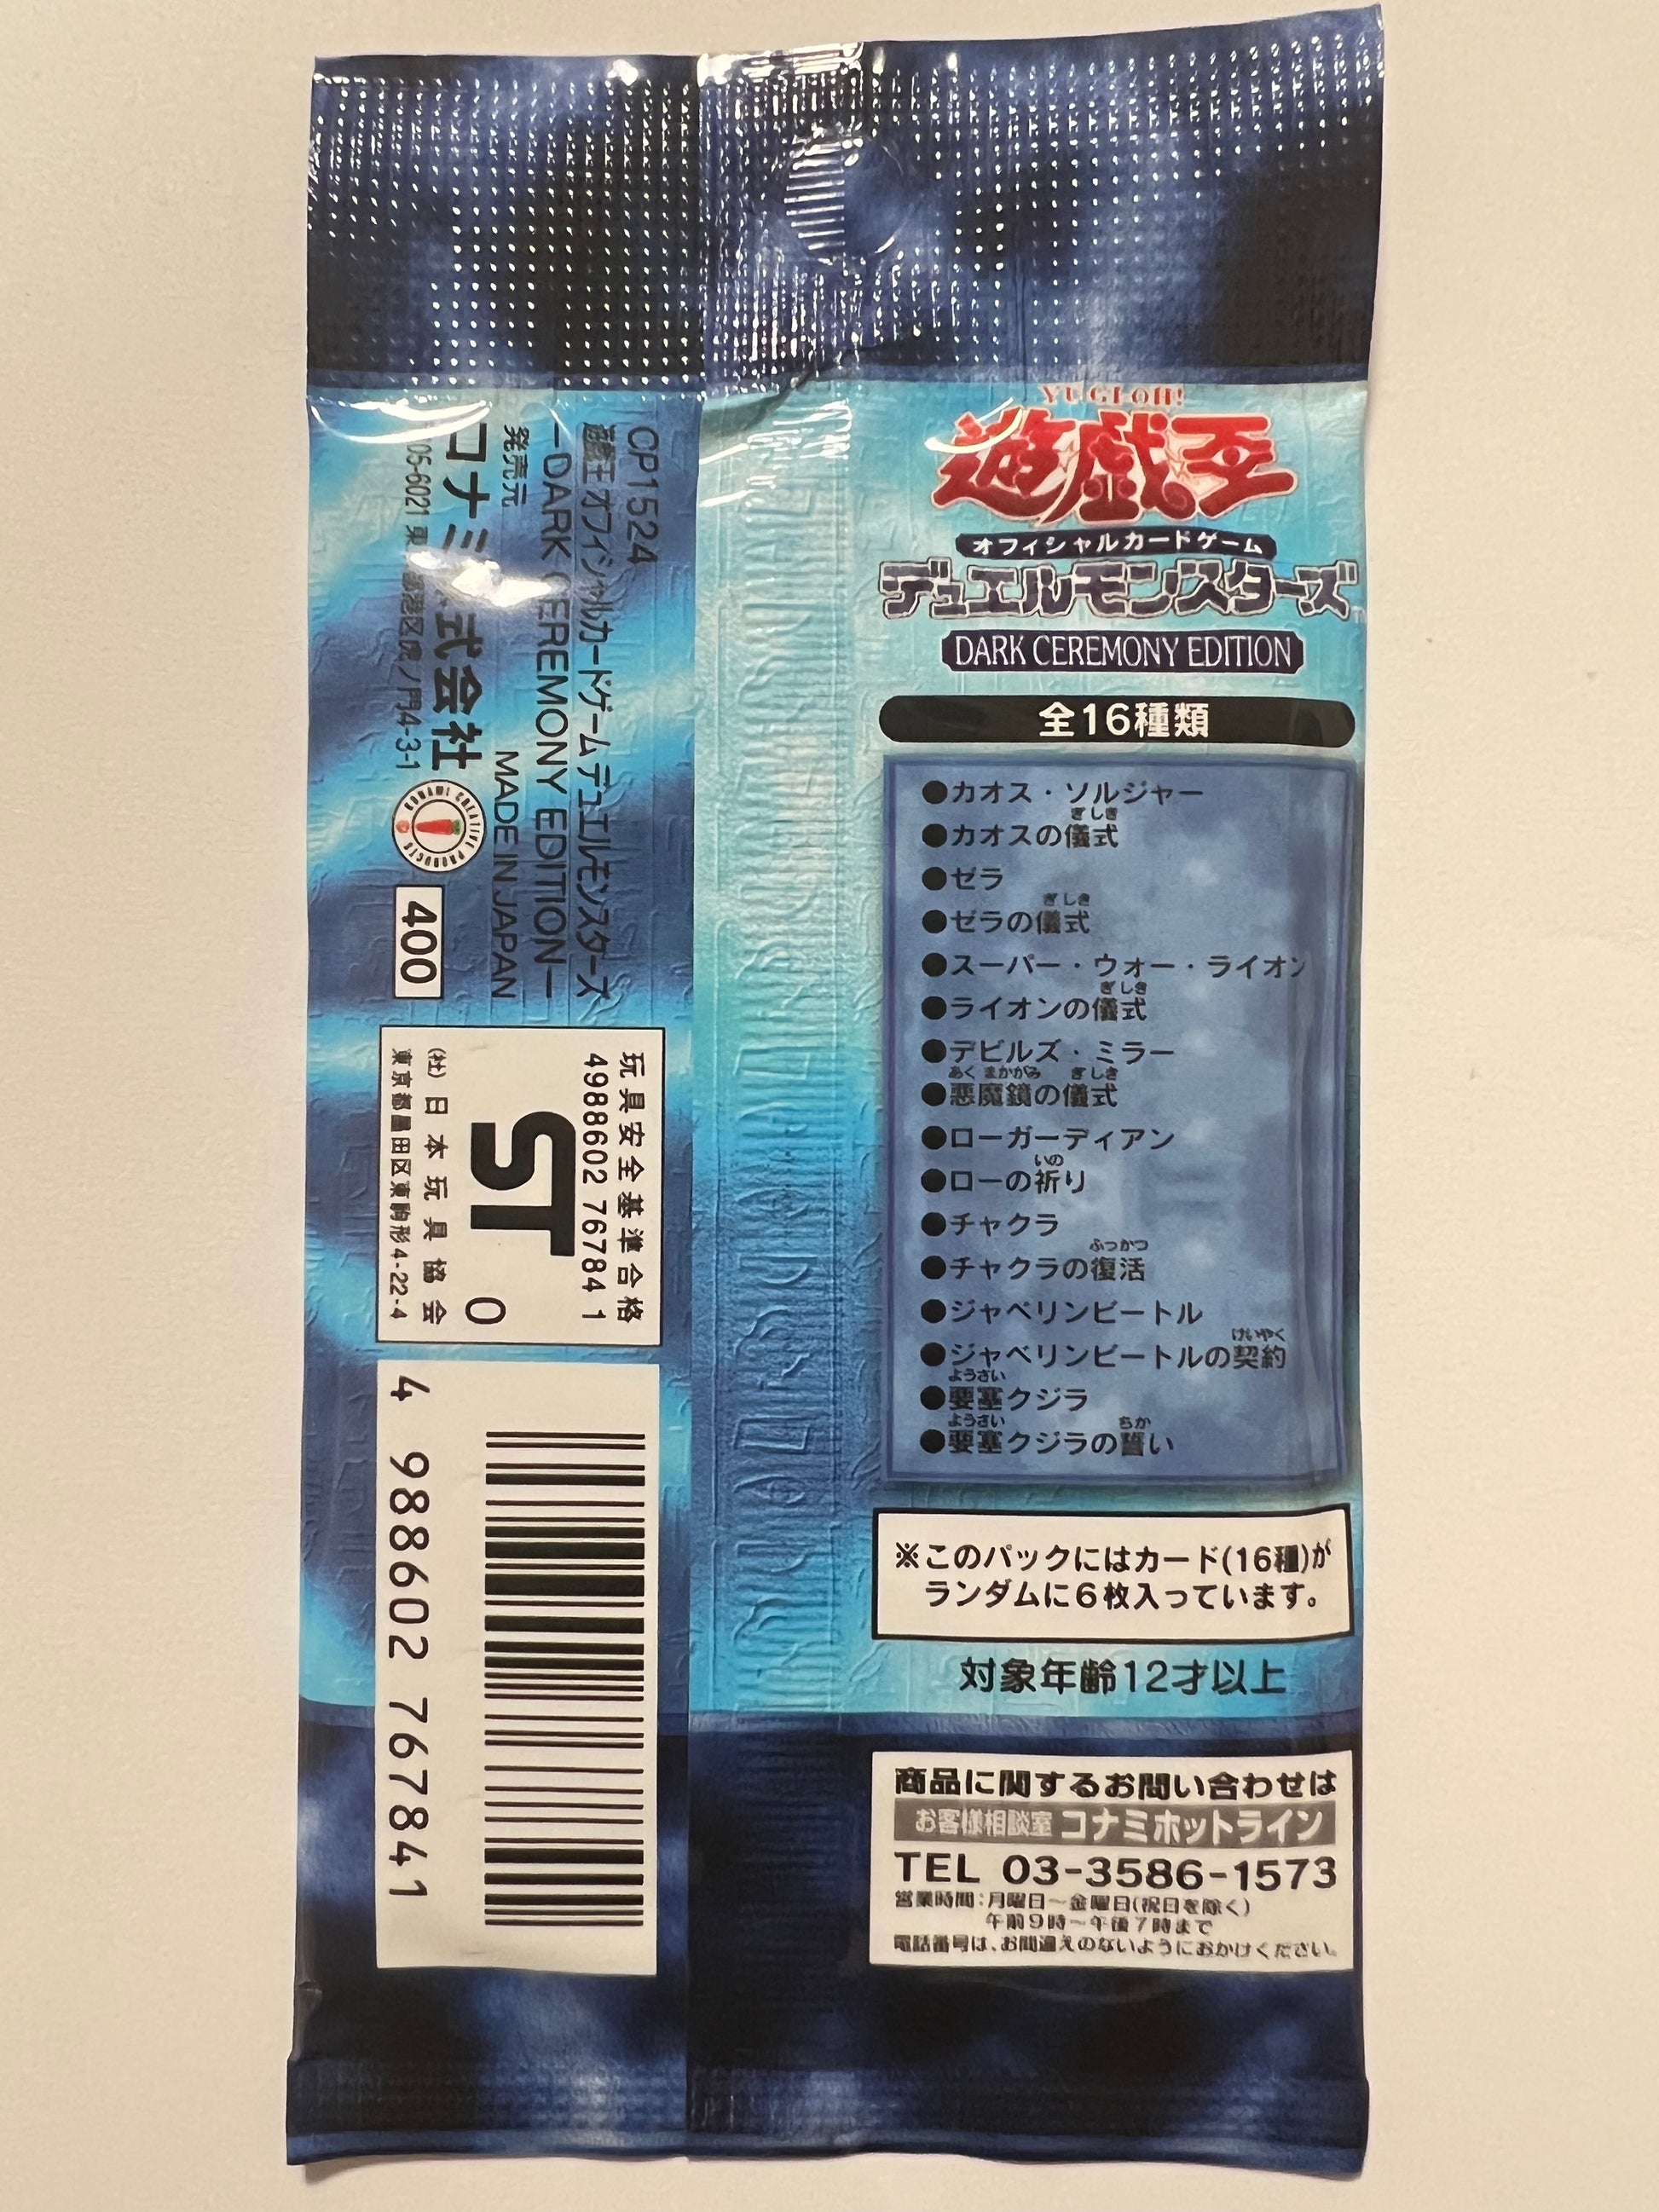 YU-GI-OH!
遊戯王
オフィシャルカードゲーム
デュエルモンスターズ
DARK CEREMONY EDITION
全16種類
●カオス・ソルジャー
ぎしき
●カオスの儀式
●ゼラ
ぎしき
●ゼラの儀式
●スーパー・ウォー・ライオン
ぎしき
●ライオンの儀式
●デビルズ・ミラー
あくまかがみ ぎしき
●悪魔鏡の儀式
●ローガーディアン
いの
●ローの祈り
●チャクラ
ふっかつ
●チャクラの復活
●ジャベリンビートル
けいやく
●ジャベリンビートルの契約
ようさい
●要塞クジラ
ようさい ちか
●要塞クジラの誓い
※このパックにはカード(16種)が
ランダムに6枚入っています。
対象年齢12才以上
商品に関するお問い合わせは
お客様相談室 コナミホットライン
TEL 03-3586-1573
営業時間:月曜日~金曜日(祝日を除く)
午前9時~午後7時まで
電話番号は、お間違えのないようにおかけください。
CP1524
遊戯王 オフィシャルカードゲーム デュエルモンスターズ
—DARK CEREMONY EDITION—
発売元
MADE IN JAPAN
コナミ株式会社
05-6021 東 港区虎ノ門4-3-1
KONAMI CREATIVE PRODUCTS
400
玩具安全基準合格
4988602 76784 1
ST
0
(社)日本玩具協会
東京都墨田区東駒形4-22-4
4 988602 767841